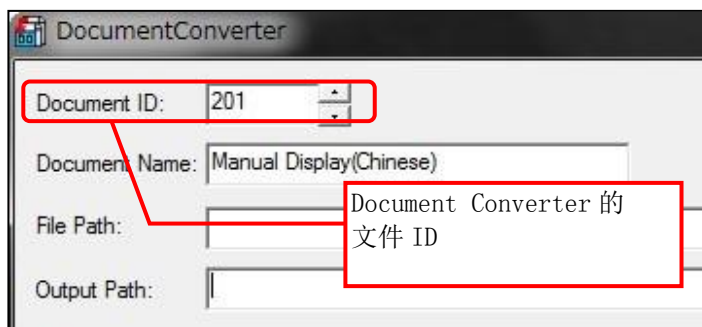 DocumentConverter
Document ID: 201
Document Name: Manual Display(Chinese)
Document Converter 的
文件 ID
File Path:
Output Path: